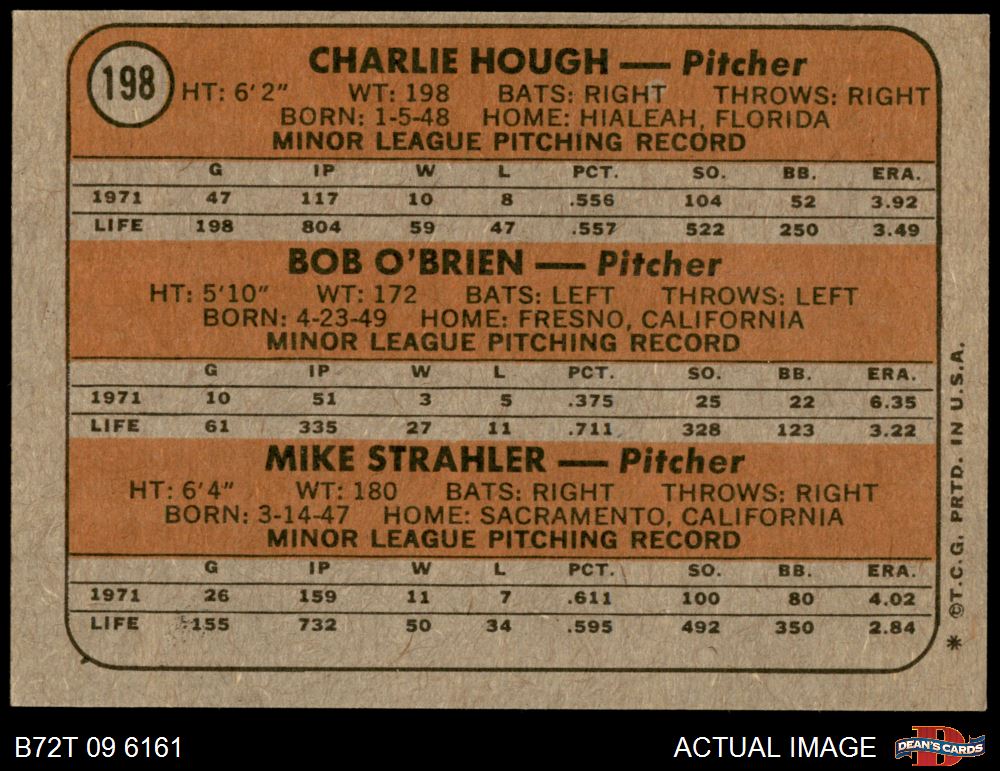 198
CHARLIE HOUGH — Pitcher
HT: 6'2" WT: 198 BATS: RIGHT THROWS: RIGHT
BORN: 1-5-48 HOME: HIALEAH, FLORIDA
MINOR LEAGUE PITCHING RECORD
G IP W L PCT. SO. BB. ERA.
1971 47 117 10 8 .556 104 52 3.92
LIFE 198 804 59 47 .557 522 250 3.49
BOB O'BRIEN — Pitcher
HT: 5'10" WT: 172 BATS: LEFT THROWS: LEFT
BORN: 4-23-49 HOME: FRESNO, CALIFORNIA
MINOR LEAGUE PITCHING RECORD
G IP W L PCT. SO. BB. ERA.
1971 10 51 3 5 .375 25 22 6.35
LIFE 61 335 27 11 .711 328 123 3.22
MIKE STRAHLER — Pitcher
HT: 6'4" WT: 180 BATS: RIGHT THROWS: RIGHT
BORN: 3-14-47 HOME: SACRAMENTO, CALIFORNIA
MINOR LEAGUE PITCHING RECORD
G IP W L PCT. SO. BB. ERA.
1971 26 159 11 7 .611 100 80 4.02
LIFE 155 732 50 34 .595 492 350 2.84
* ©T.C.G. PRTD. IN U.S.A.
B72T 09 6161
ACTUAL IMAGE
D
DEAN'S CARDS